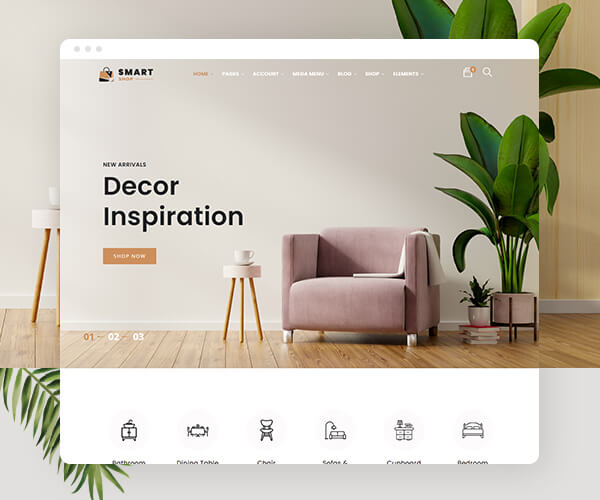 SMART
SHOP
HOME PAGES ACCOUNT MEGA MENU BLOG SHOP ELEMENTS
NEW ARRIVALS
Decor
Inspiration
SHOP NOW
01 02 03
Bathroom Dining Table Chair Sofas & Cupboard Bedroom